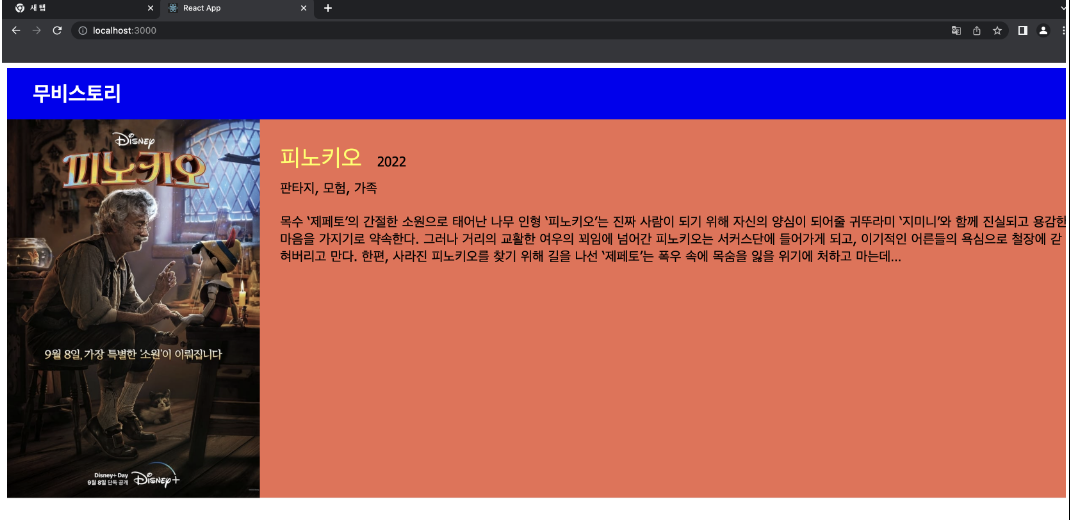 새 탭
React App
localhost:3000
무비스토리
Disney
피노키오
9월 8일, 가장 특별한 '소원'이 이뤄집니다
Disney+ Day
9월 8일 단독 공개
Disney+
피노키오 2022
판타지, 모험, 가족
목수 '제페토'의 간절한 소원으로 태어난 나무 인형 '피노키오'는 진짜 사람이 되기 위해 자신의 양심이 되어줄 귀뚜라미 '지미니'와 함께 진실되고 용감한
마음을 가지기로 약속한다. 그러나 거리의 교활한 여우의 꾀임에 넘어간 피노키오는 서커스단에 들어가게 되고, 이기적인 어른들의 욕심으로 철장에 갇
혀버리고 만다. 한편, 사라진 피노키오를 찾기 위해 길을 나선 '제페토'는 폭우 속에 목숨을 잃을 위기에 처하고 마는데...